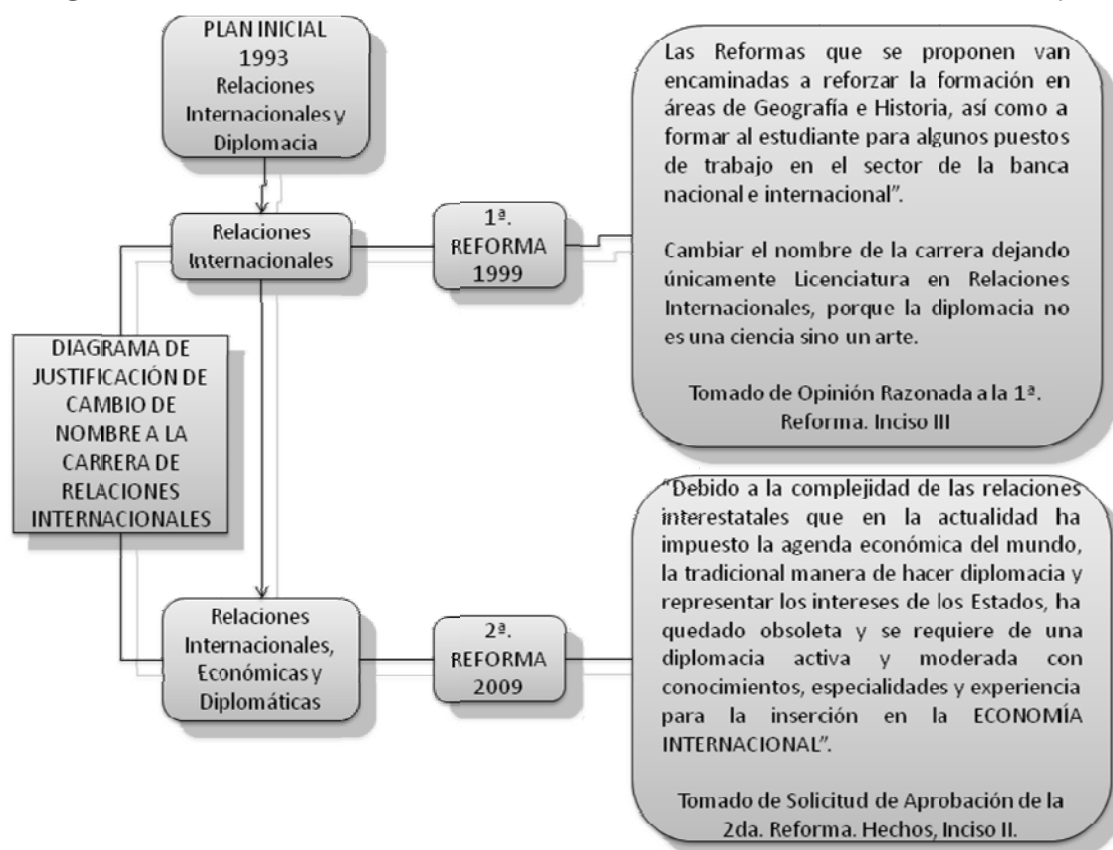 PLAN INICIAL
1993
Relaciones
Internacionales y
Diplomacia
Relaciones
Internacionales
1ª.
REFORMA
1999
Las Reformas que se proponen van
encaminadas a reforzar la formación en
áreas de Geografía e Historia, así como a
formar al estudiante para algunos puestos
de trabajo en el sector de la banca
nacional e internacional”.
Cambiar el nombre de la carrera dejando
únicamente Licenciatura en Relaciones
Internacionales, porque la diplomacia no
es una ciencia sino un arte.
Tomado de Opinión Razonada a la 1ª.
Reforma. Inciso III
DIAGRAMA DE
JUSTIFICACIÓN DE
CAMBIO DE
NOMBRE A LA
CARRERA DE
RELACIONES
INTERNACIONALES
Relaciones
Internacionales,
Económicas y
Diplomáticas
2ª.
REFORMA
2009
“Debido a la complejidad de las relaciones
interestatales que en la actualidad ha
impuesto la agenda económica del mundo,
la tradicional manera de hacer diplomacia y
representar los intereses de los Estados, ha
quedado obsoleta y se requiere de una
diplomacia activa y moderada con
conocimientos, especialidades y experiencia
para la inserción en la ECONOMÍA
INTERNACIONAL”.
Tomado de Solicitud de Aprobación de la
2da. Reforma. Hechos, Inciso II.